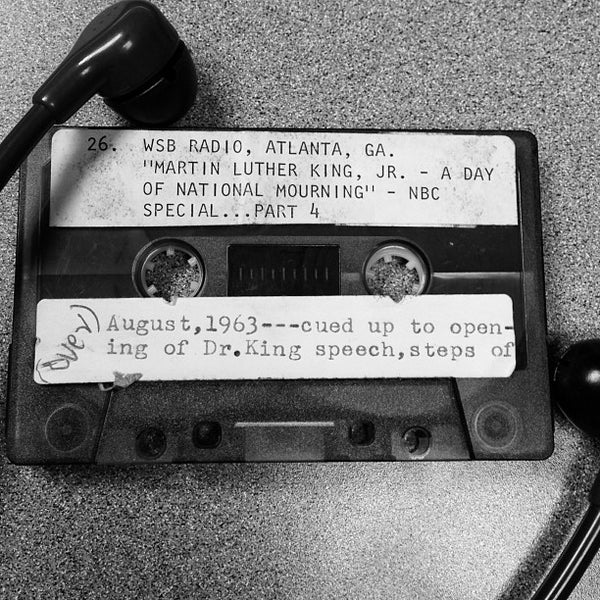 26. WSB RADIO, ATLANTA, GA.
"MARTIN LUTHER KING, JR. - A DAY
OF NATIONAL MOURNING" - NBC
SPECIAL...PART 4
(over) August,1963---cued up to open-
ing of Dr.King speech,steps of